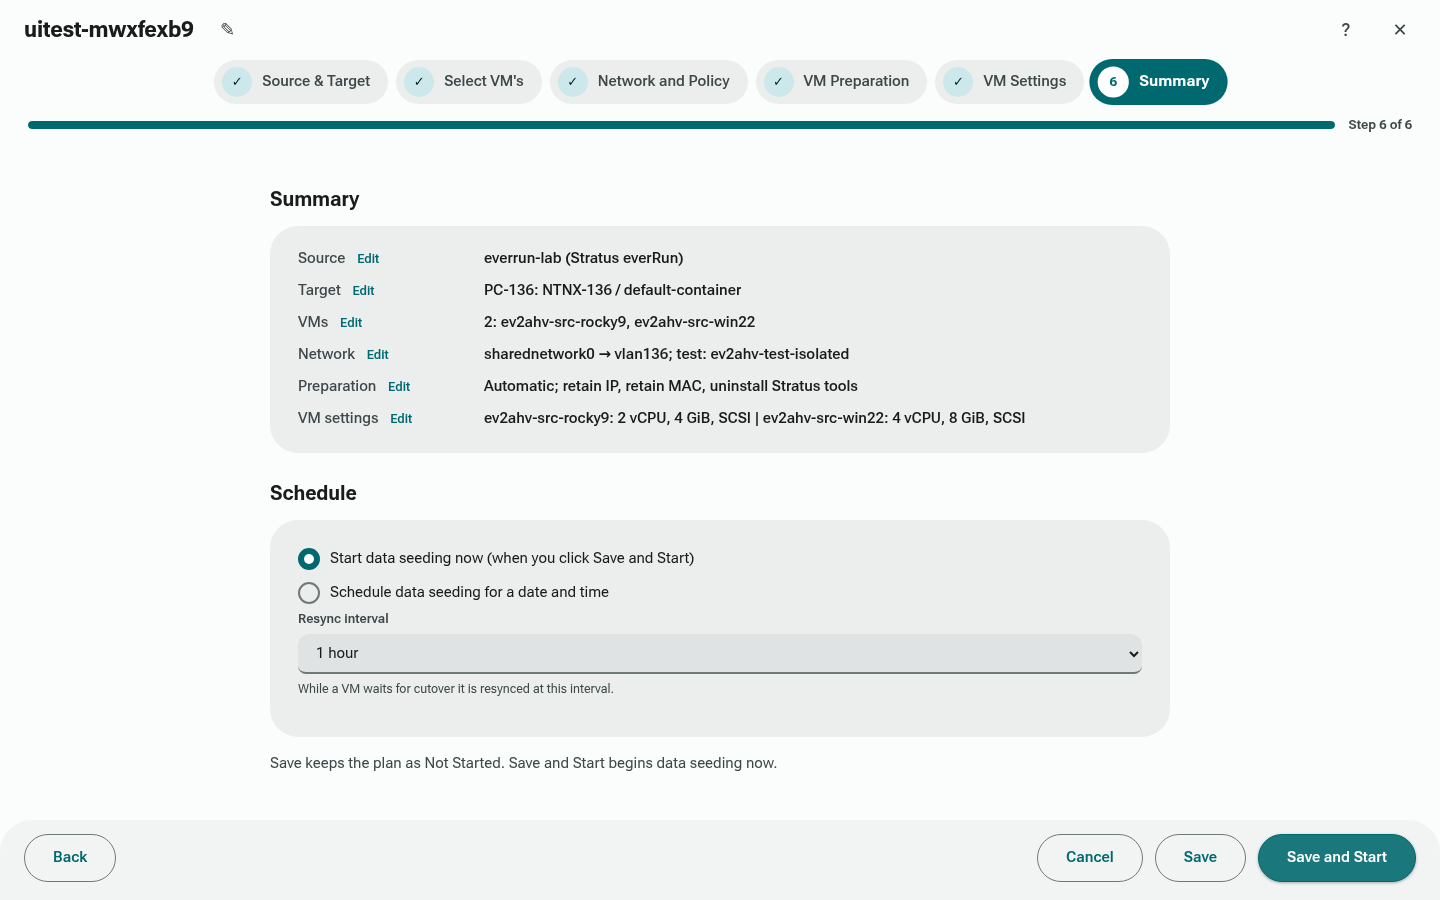 uitest-mwxfexb9 ✎ ? ✕
✓ Source & Target ✓ Select VM's ✓ Network and Policy ✓ VM Preparation ✓ VM Settings 6 Summary
Step 6 of 6
Summary
Source Edit everrun-lab (Stratus everRun)
Target Edit PC-136: NTNX-136 / default-container
VMs Edit 2: ev2ahv-src-rocky9, ev2ahv-src-win22
Network Edit sharednetwork0 → vlan136; test: ev2ahv-test-isolated
Preparation Edit Automatic; retain IP, retain MAC, uninstall Stratus tools
VM settings Edit ev2ahv-src-rocky9: 2 vCPU, 4 GiB, SCSI | ev2ahv-src-win22: 4 vCPU, 8 GiB, SCSI
Schedule
Start data seeding now (when you click Save and Start)
Schedule data seeding for a date and time
Resync interval
1 hour
While a VM waits for cutover it is resynced at this interval.
Save keeps the plan as Not Started. Save and Start begins data seeding now.
Back Cancel Save Save and Start